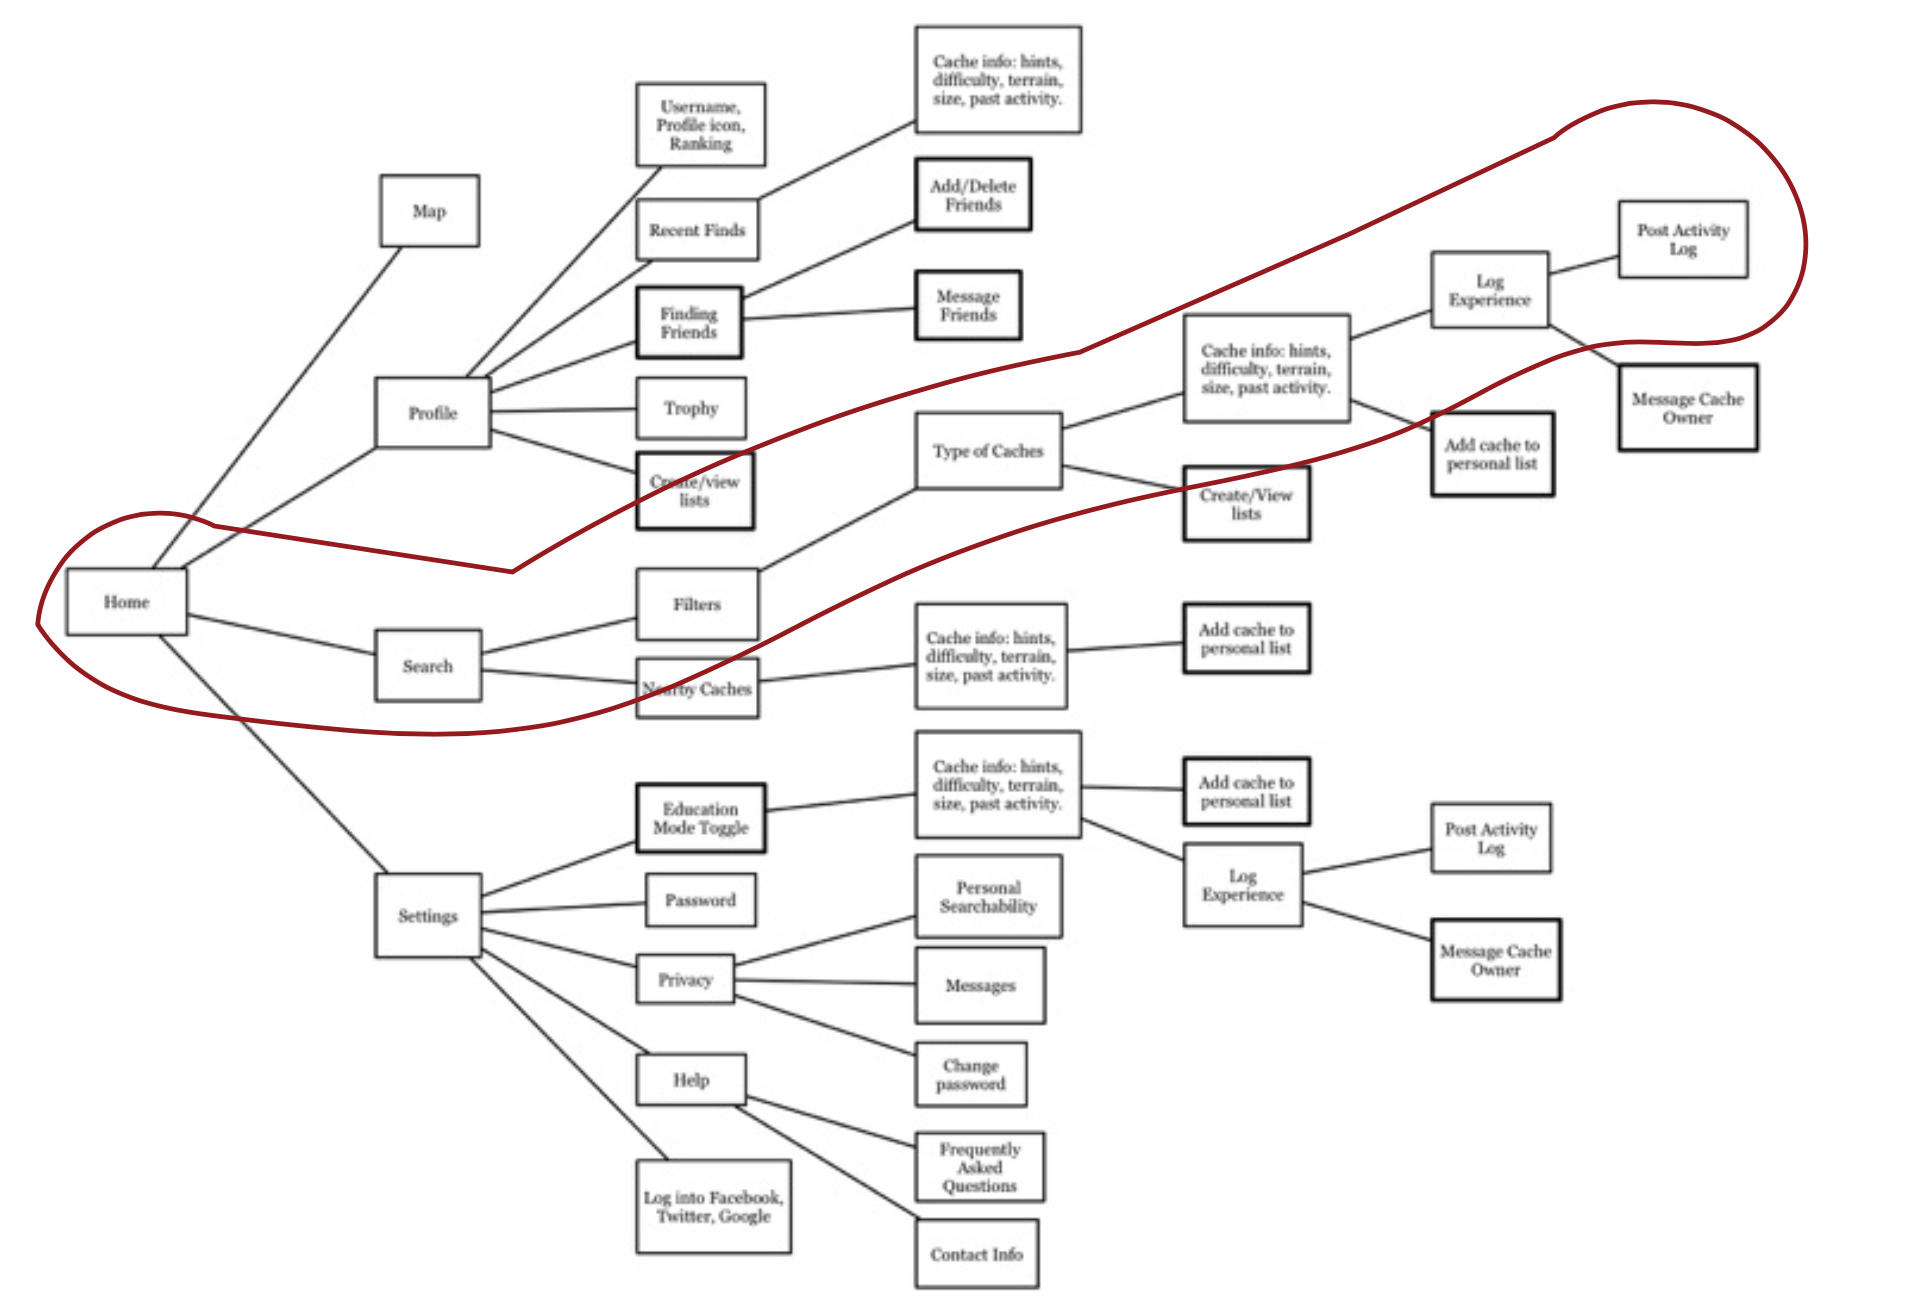 Cache info: hints,
difficulty, terrain,
size, past activity.
Username,
Profile icon,
Ranking
Map
Recent Finds
Add/Delete
Friends
Finding
Friends
Message
Friends
Profile
Trophy
Create/view
lists
Post Activity
Log
Log
Experience
Cache info: hints,
difficulty, terrain,
size, past activity.
Message Cache
Owner
Type of Caches
Add cache to
personal list
Create/View
lists
Home
Search
Filters
Nearby Caches
Cache info: hints,
difficulty, terrain,
size, past activity.
Add cache to
personal list
Settings
Education
Mode Toggle
Cache info: hints,
difficulty, terrain,
size, past activity.
Add cache to
personal list
Log
Experience
Post Activity
Log
Message Cache
Owner
Password
Privacy
Personal
Searchability
Messages
Change
password
Help
Frequently
Asked
Questions
Contact Info
Log into Facebook,
Twitter, Google